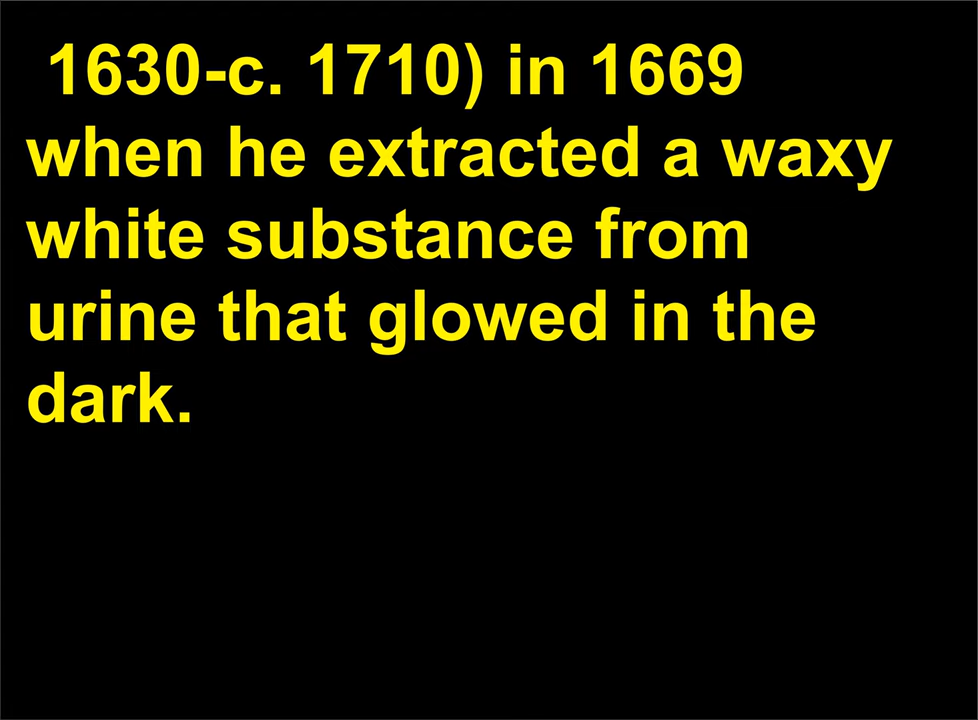 1630-c. 1710) in 1669
when he extracted a waxy
white substance from
urine that glowed in the
dark.